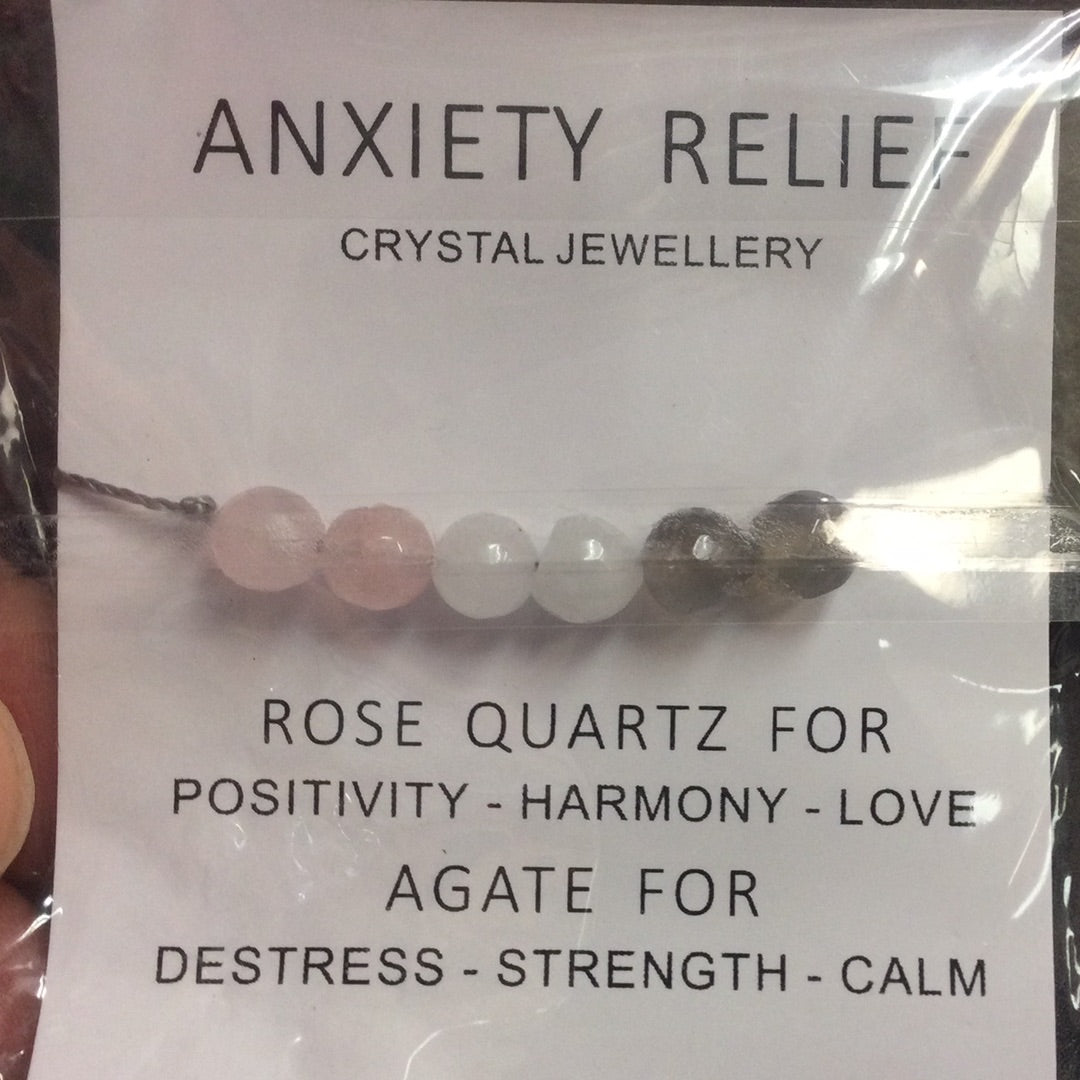 ANXIETY RELIEF
CRYSTAL JEWELLERY
ROSE QUARTZ FOR
POSITIVITY - HARMONY - LOVE
AGATE FOR
DESTRESS - STRENGTH - CALM